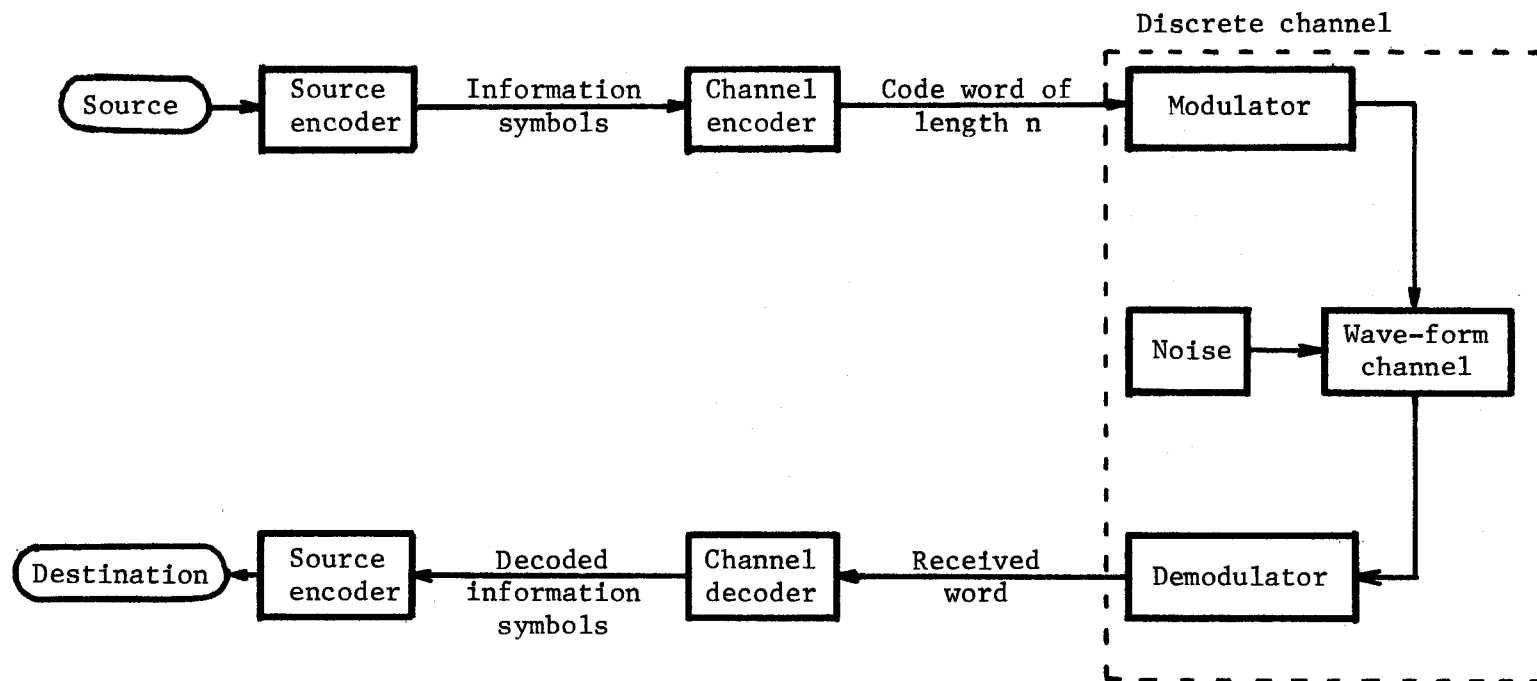 Discrete channel
Source
Source
encoder
Information
symbols
Channel
encoder
Code word of
length n
Modulator
Noise
Wave-form
channel
Destination
Source
encoder
Decoded
information
symbols
Channel
decoder
Received
word
Demodulator